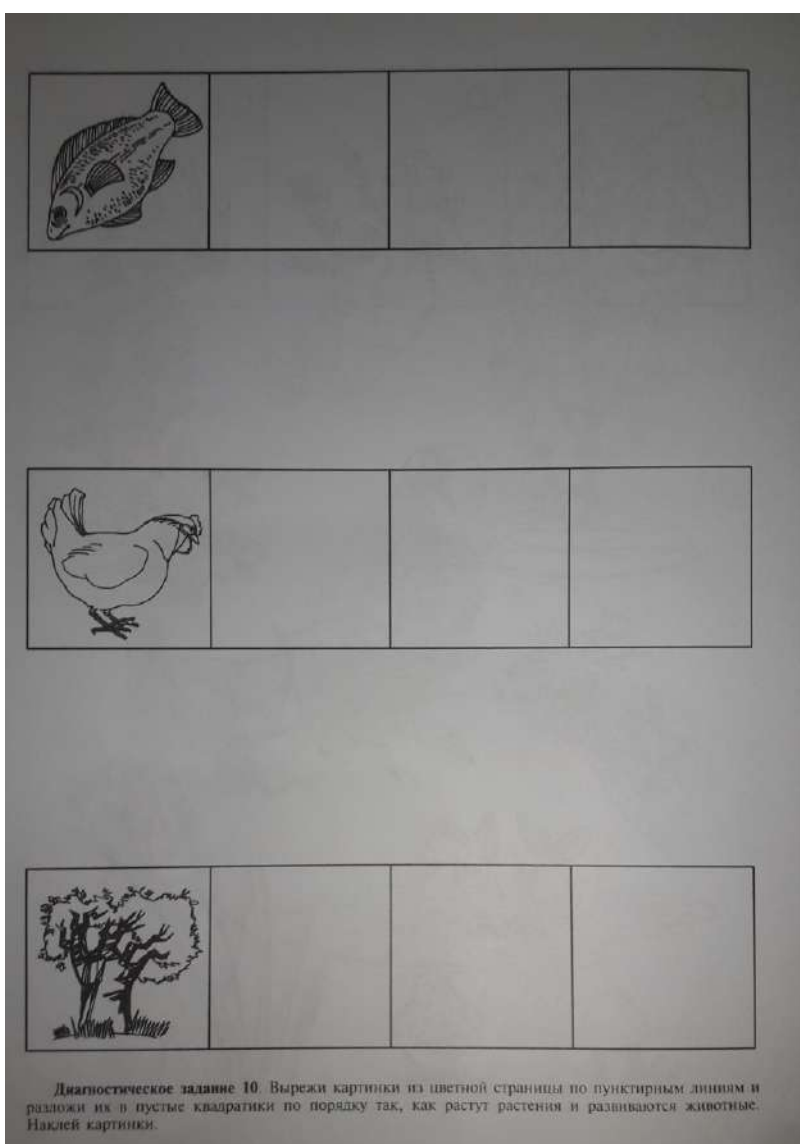 Диагностическое задание 10. Вырежи картинки из цветной страницы по пунктирным линиям и
разложи их в пустые квадратики по порядку так, как растут растения и развиваются животные.
Наклей картинки.